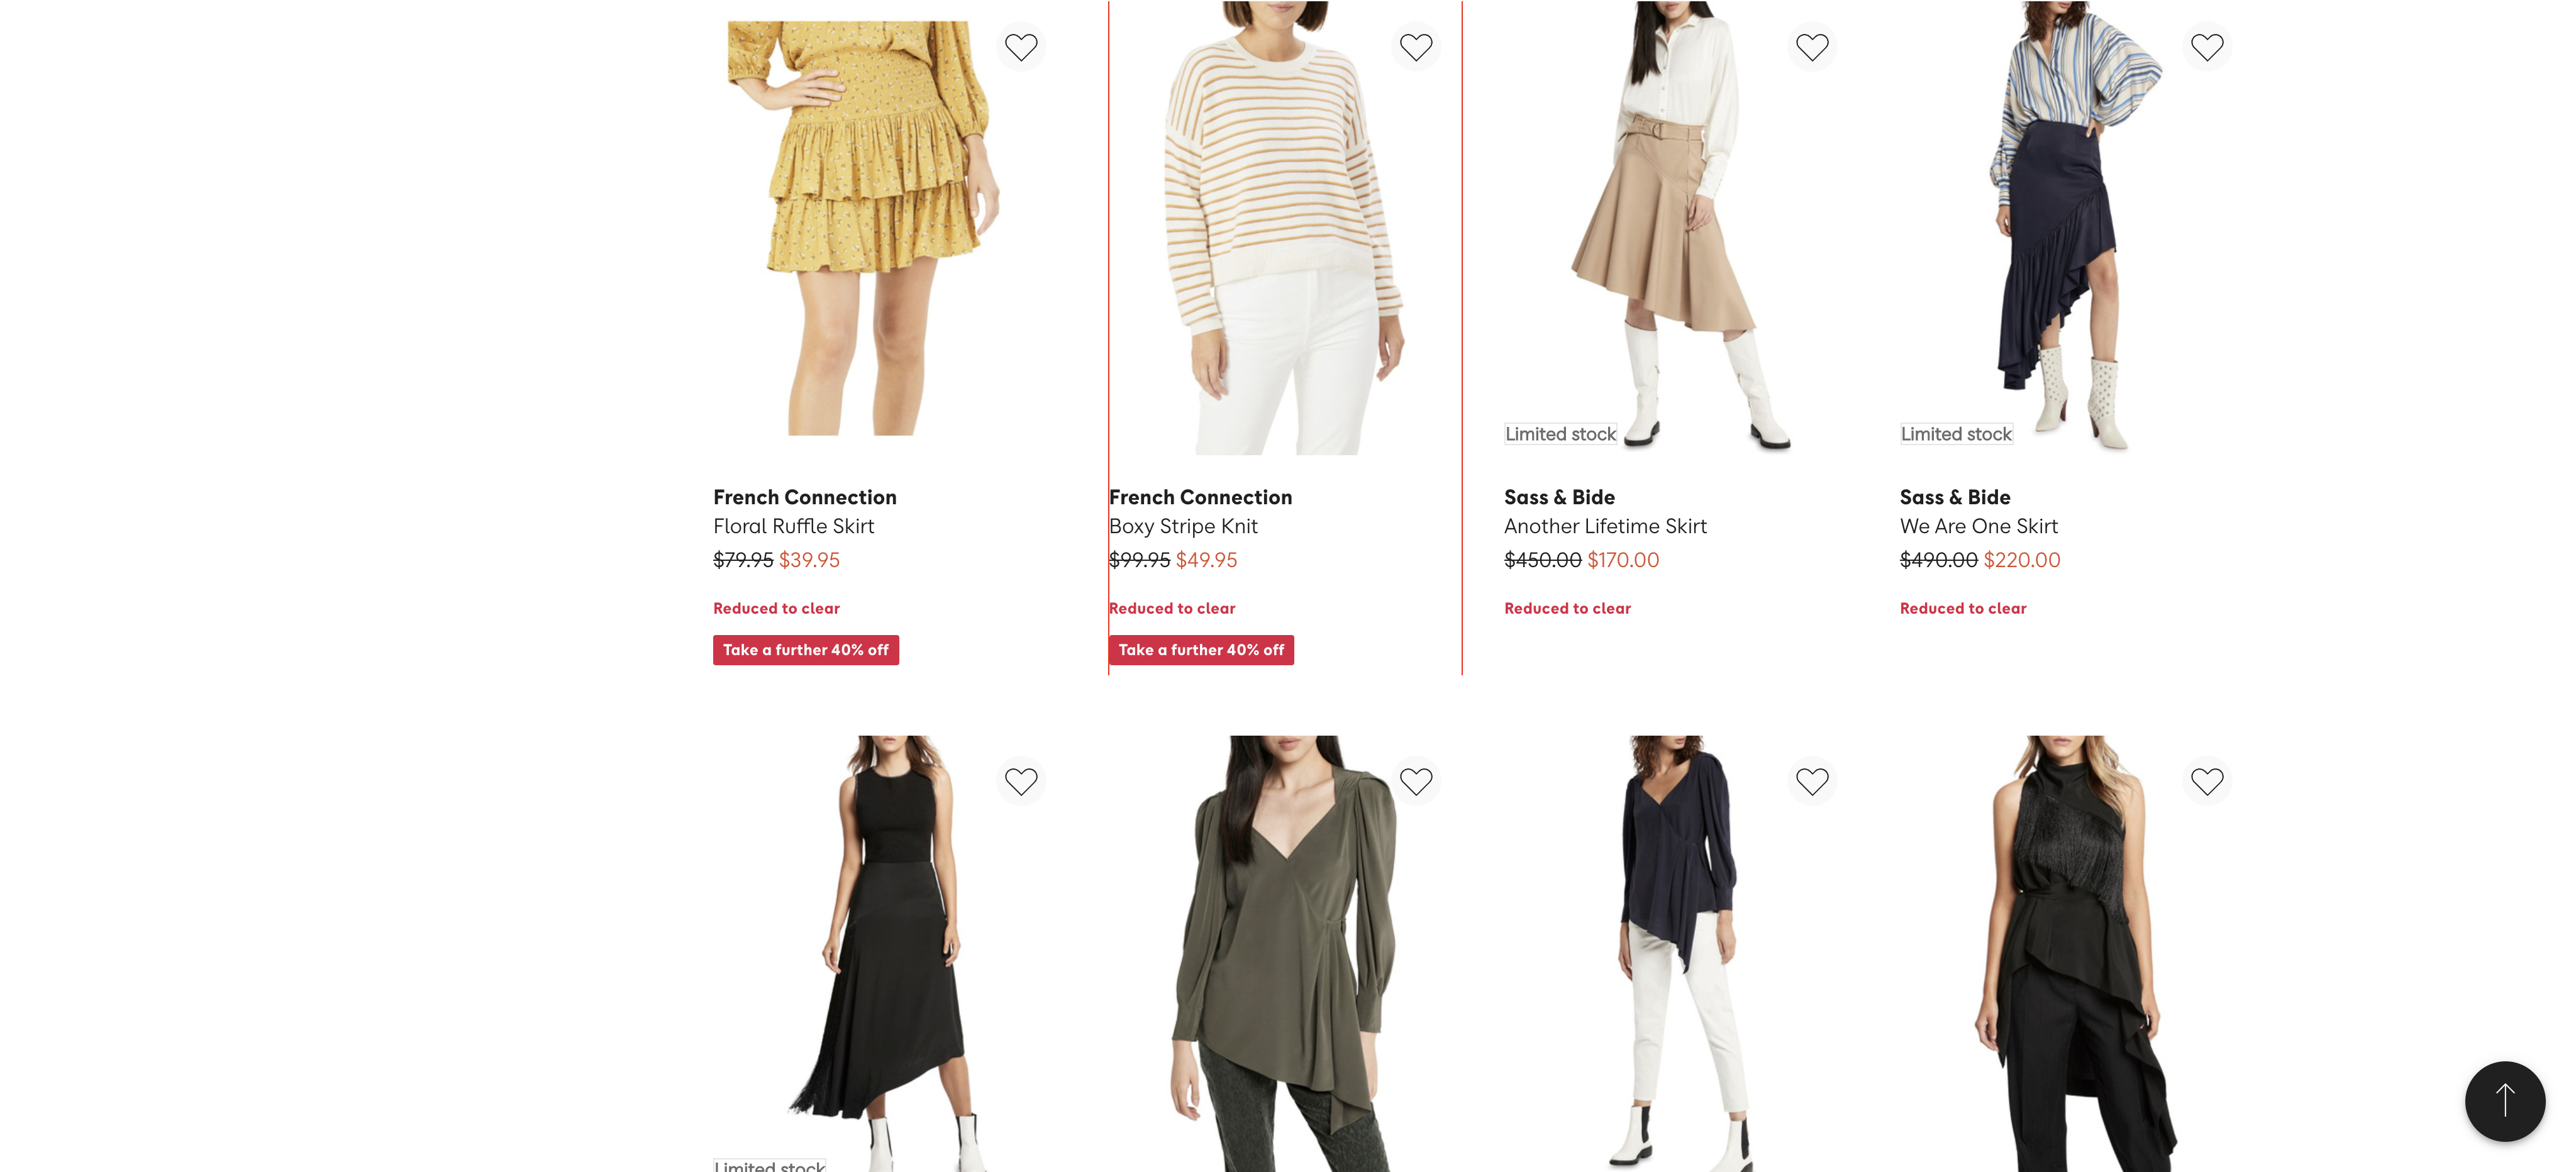 Limited stock
Limited stock
French Connection
Floral Ruffle Skirt
$79.95 $39.95
Reduced to clear
Take a further 40% off
French Connection
Boxy Stripe Knit
$99.95 $49.95
Reduced to clear
Take a further 40% off
Sass & Bide
Another Lifetime Skirt
$450.00 $170.00
Reduced to clear
Sass & Bide
We Are One Skirt
$490.00 $220.00
Reduced to clear
Limited stock